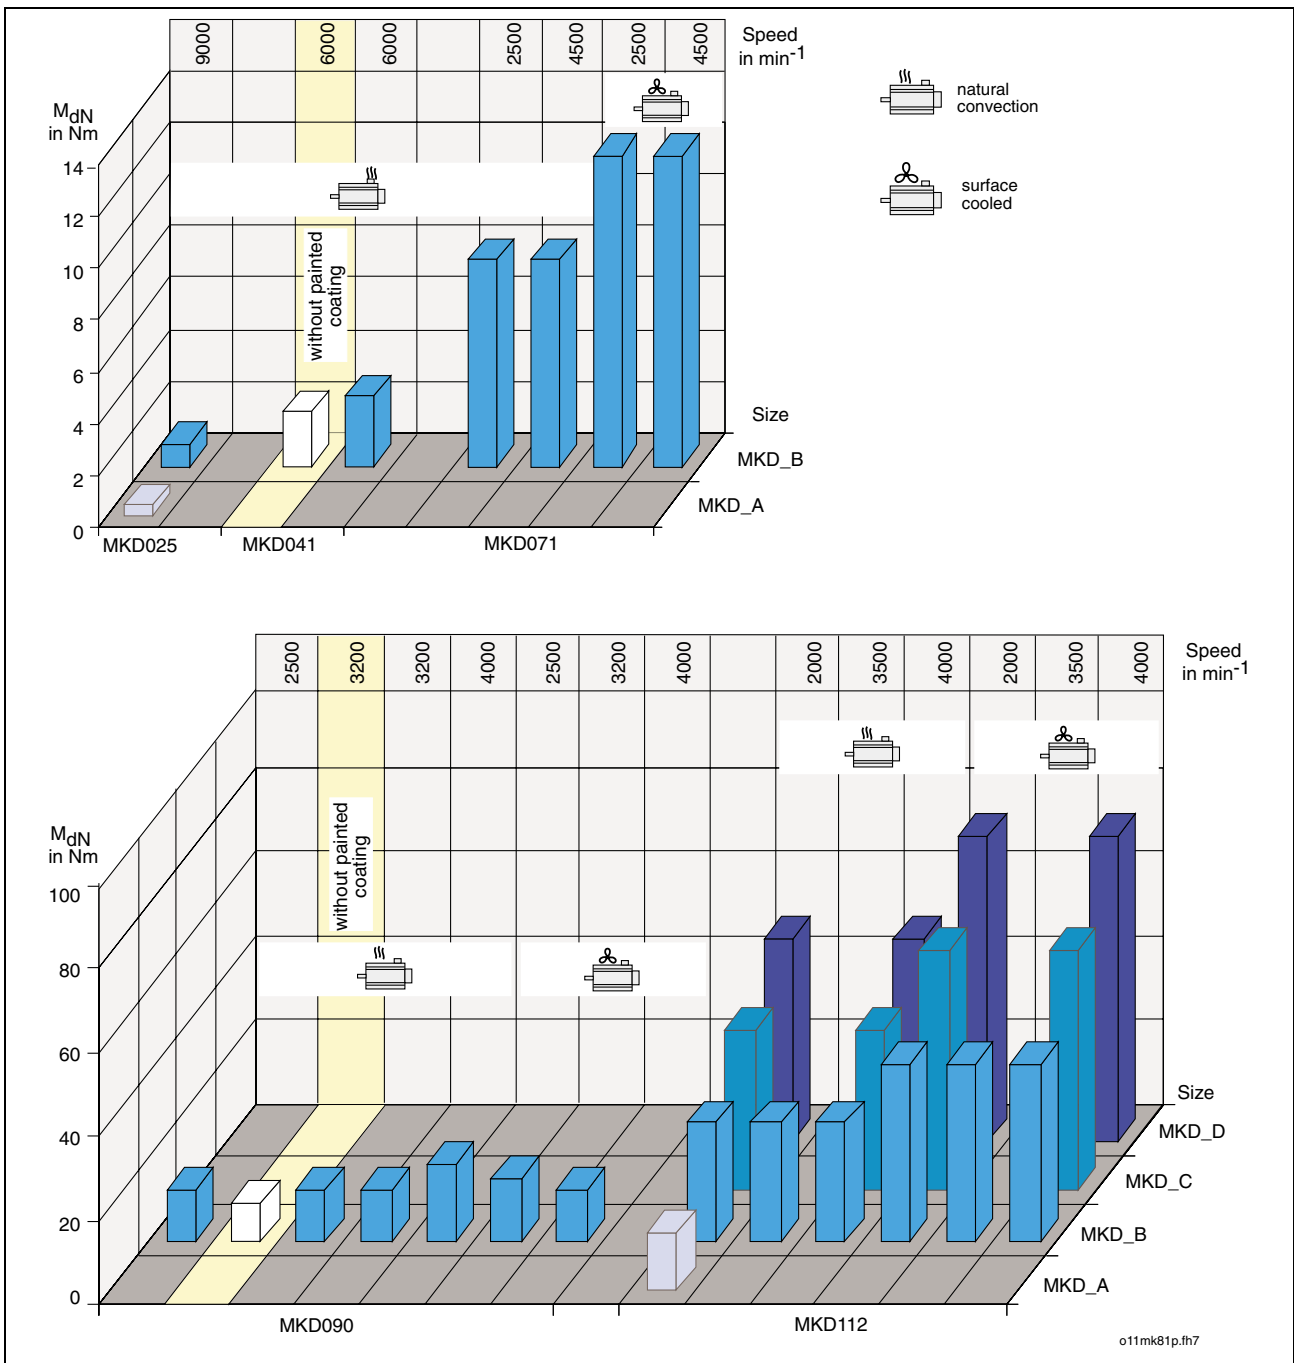 9000
6000
6000
2500
4500
2500
4500
Speed
in min-1
natural
convection
surface
cooled
MdN
in Nm
14
12
10
8
6
4
2
0
without painted
coating
Size
MKD_B
MKD_A
MKD025
MKD041
MKD071
2500
3200
3200
4000
2500
3200
4000
2000
3500
4000
2000
3500
4000
Speed
in min-1
MdN
in Nm
100
80
60
40
20
0
without painted
coating
Size
MKD_D
MKD_C
MKD_B
MKD_A
MKD090
MKD112
o11mk81p.fh7